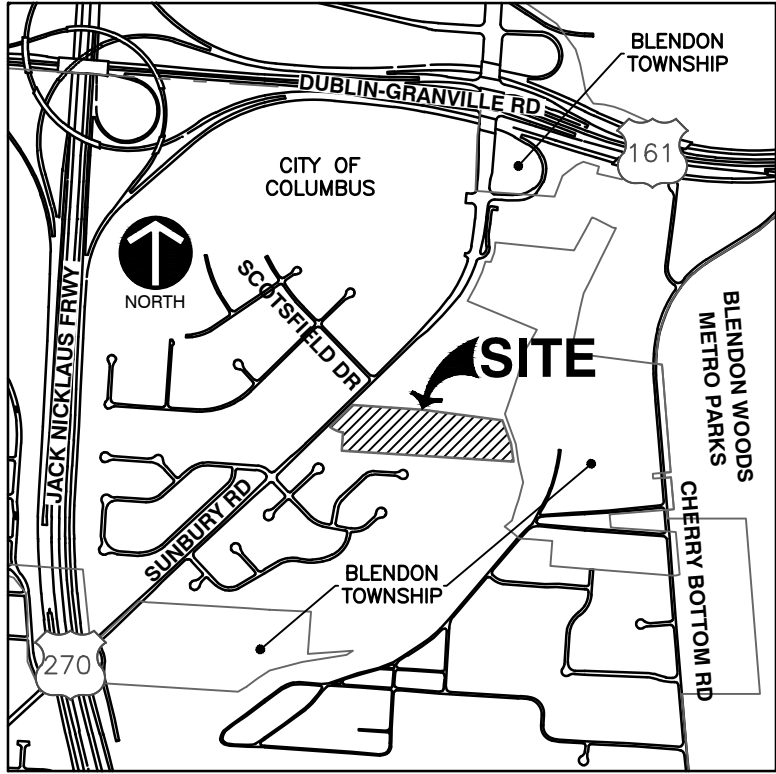 BLENDON
TOWNSHIP
DUBLIN-GRANVILLE RD
161
CITY OF
COLUMBUS
NORTH
SCOTSFIELD DR
JACK NICKLAUS FRWY
BLENDON WOODS
METRO PARKS
SITE
SUNBURY RD
CHERRY BOTTOM RD
BLENDON
TOWNSHIP
270